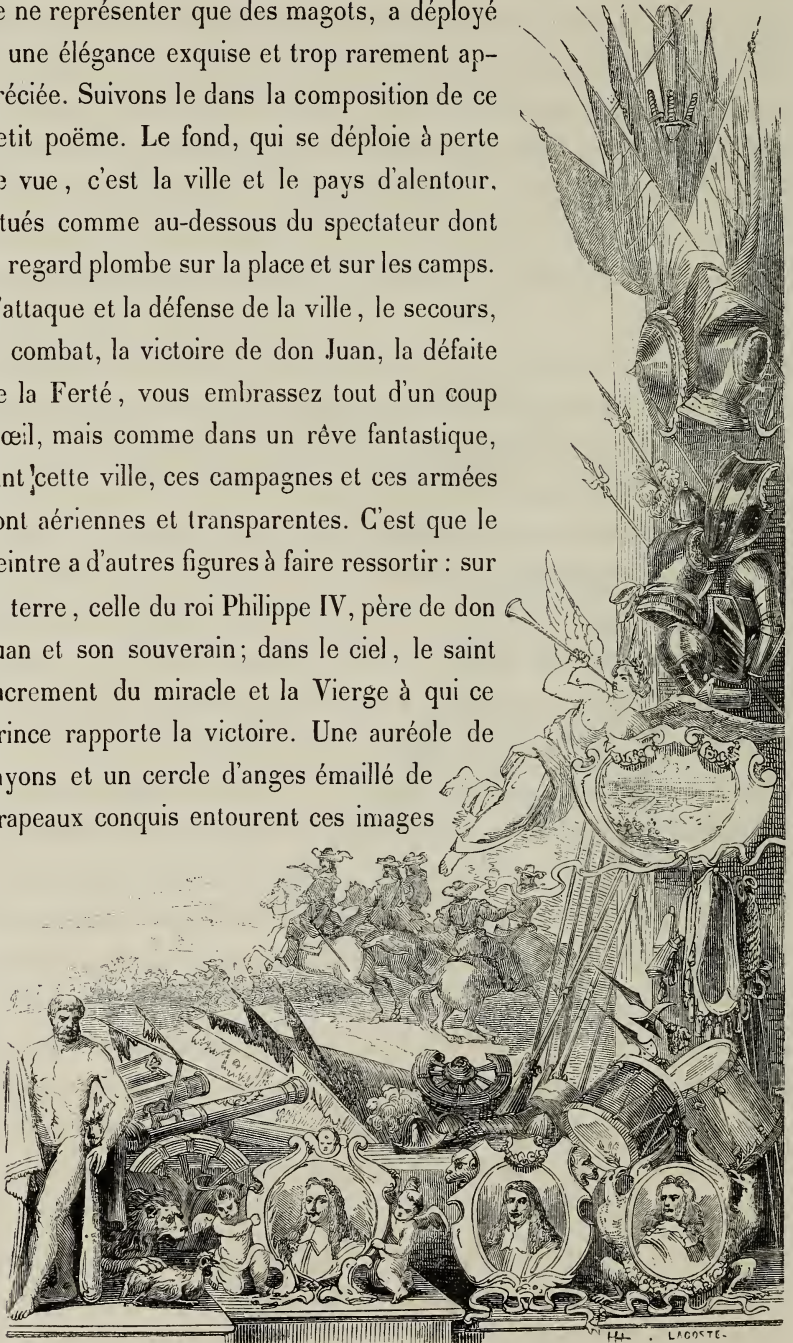 e ne représenter que des magots, a déployé
une élégance exquise et trop rarement ap-
réciée. Suivons le dans la composition de ce
etit poëme. Le fond, qui se déploie à perte
e vue, c'est la ville et le pays d'alentour,
tués comme au-dessous du spectateur dont
regard plombe sur la place et sur les camps.
'attaque et la défense de la ville, le secours,
combat, la victoire de don Juan, la défaite
e la Ferté, vous embrassez tout d'un coup
œil, mais comme dans un rêve fantastique,
nt cette ville, ces campagnes et ces armées
ont aériennes et transparentes. C'est que le
eintre a d'autres figures à faire ressortir : sur
terre, celle du roi Philippe IV, père de don
uan et son souverain; dans le ciel, le saint
acrement du miracle et la Vierge à qui ce
rince rapporte la victoire. Une auréole de
ayons et un cercle d'anges émaillé de
rapeaux conquis entourent ces images
LACOSTE